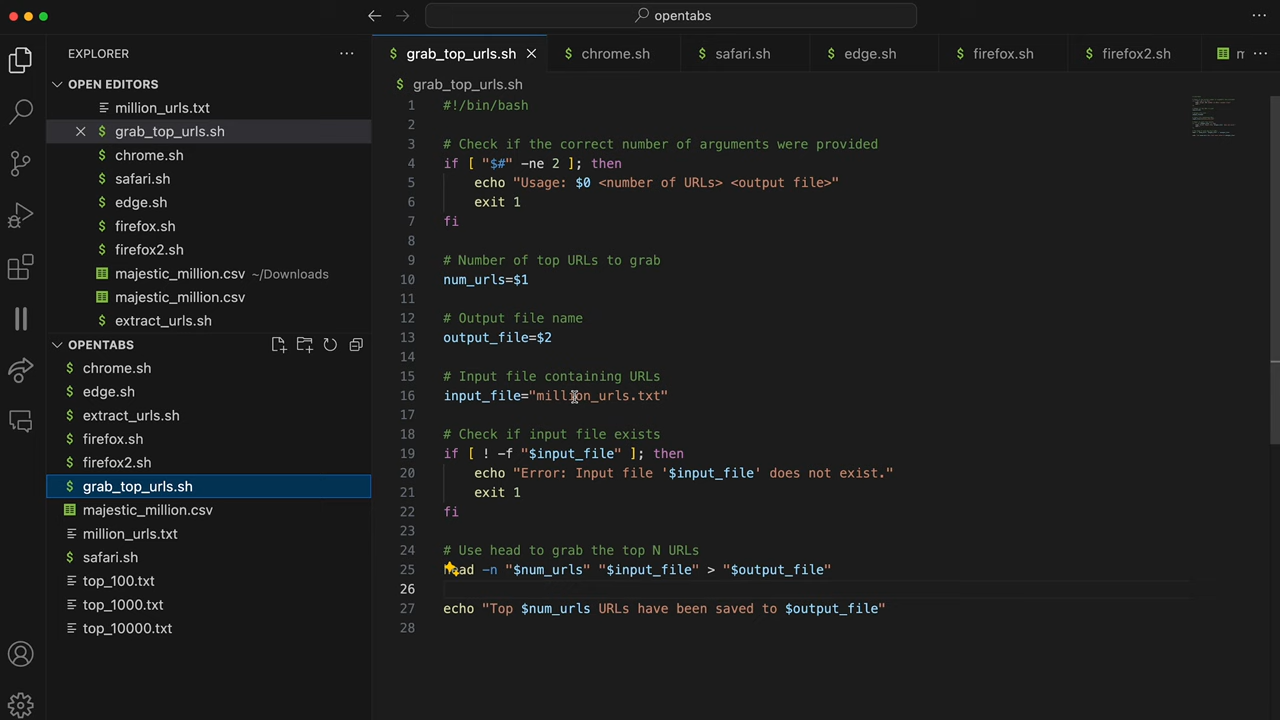 opentabs
EXPLORER
OPEN EDITORS
million_urls.txt
grab_top_urls.sh
chrome.sh
safari.sh
edge.sh
firefox.sh
firefox2.sh
majestic_million.csv ~/Downloads
majestic_million.csv
extract_urls.sh
OPENTABS
chrome.sh
edge.sh
extract_urls.sh
firefox.sh
firefox2.sh
grab_top_urls.sh
majestic_million.csv
million_urls.txt
safari.sh
top_100.txt
top_1000.txt
top_10000.txt
$ grab_top_urls.sh
$ chrome.sh
$ safari.sh
$ edge.sh
$ firefox.sh
$ firefox2.sh
$ grab_top_urls.sh
1 #!/bin/bash
2
3 # Check if the correct number of arguments were provided
4 if [ "$#" -ne 2 ]; then
5 echo "Usage: $0 <number of URLs> <output file>"
6 exit 1
7 fi
8
9 # Number of top URLs to grab
10 num_urls=$1
11
12 # Output file name
13 output_file=$2
14
15 # Input file containing URLs
16 input_file="million_urls.txt"
17
18 # Check if input file exists
19 if [ ! -f "$input_file" ]; then
20 echo "Error: Input file '$input_file' does not exist."
21 exit 1
22 fi
23
24 # Use head to grab the top N URLs
25 head -n "$num_urls" "$input_file" > "$output_file"
26
27 echo "Top $num_urls URLs have been saved to $output_file"
28